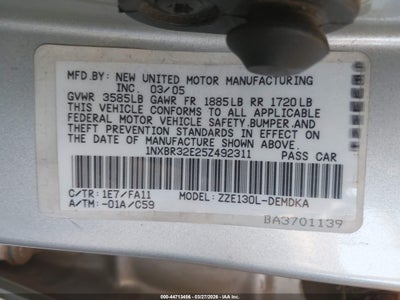 MFD.BY: NEW UNITED MOTOR MANUFACTURING
INC. 03/05
GVWR 3585LB GAWR FR 1885LB RR 1720LB
THIS VEHICLE CONFORMS TO ALL APPLICABLE
FEDERAL MOTOR VEHICLE SAFETY,BUMPER,AND
THEFT PREVENTION STANDARDS IN EFFECT ON
THE DATE OF MANUFACTURE SHOWN ABOVE.
1NXBR32E25Z492311 PASS CAR
C/TR: 1E7/FA11 MODEL: ZZE130L-DEMDKA
A/TM: -01A/C59
BA3701139
000-44713456 - 03/27/2026 - IAA Inc.